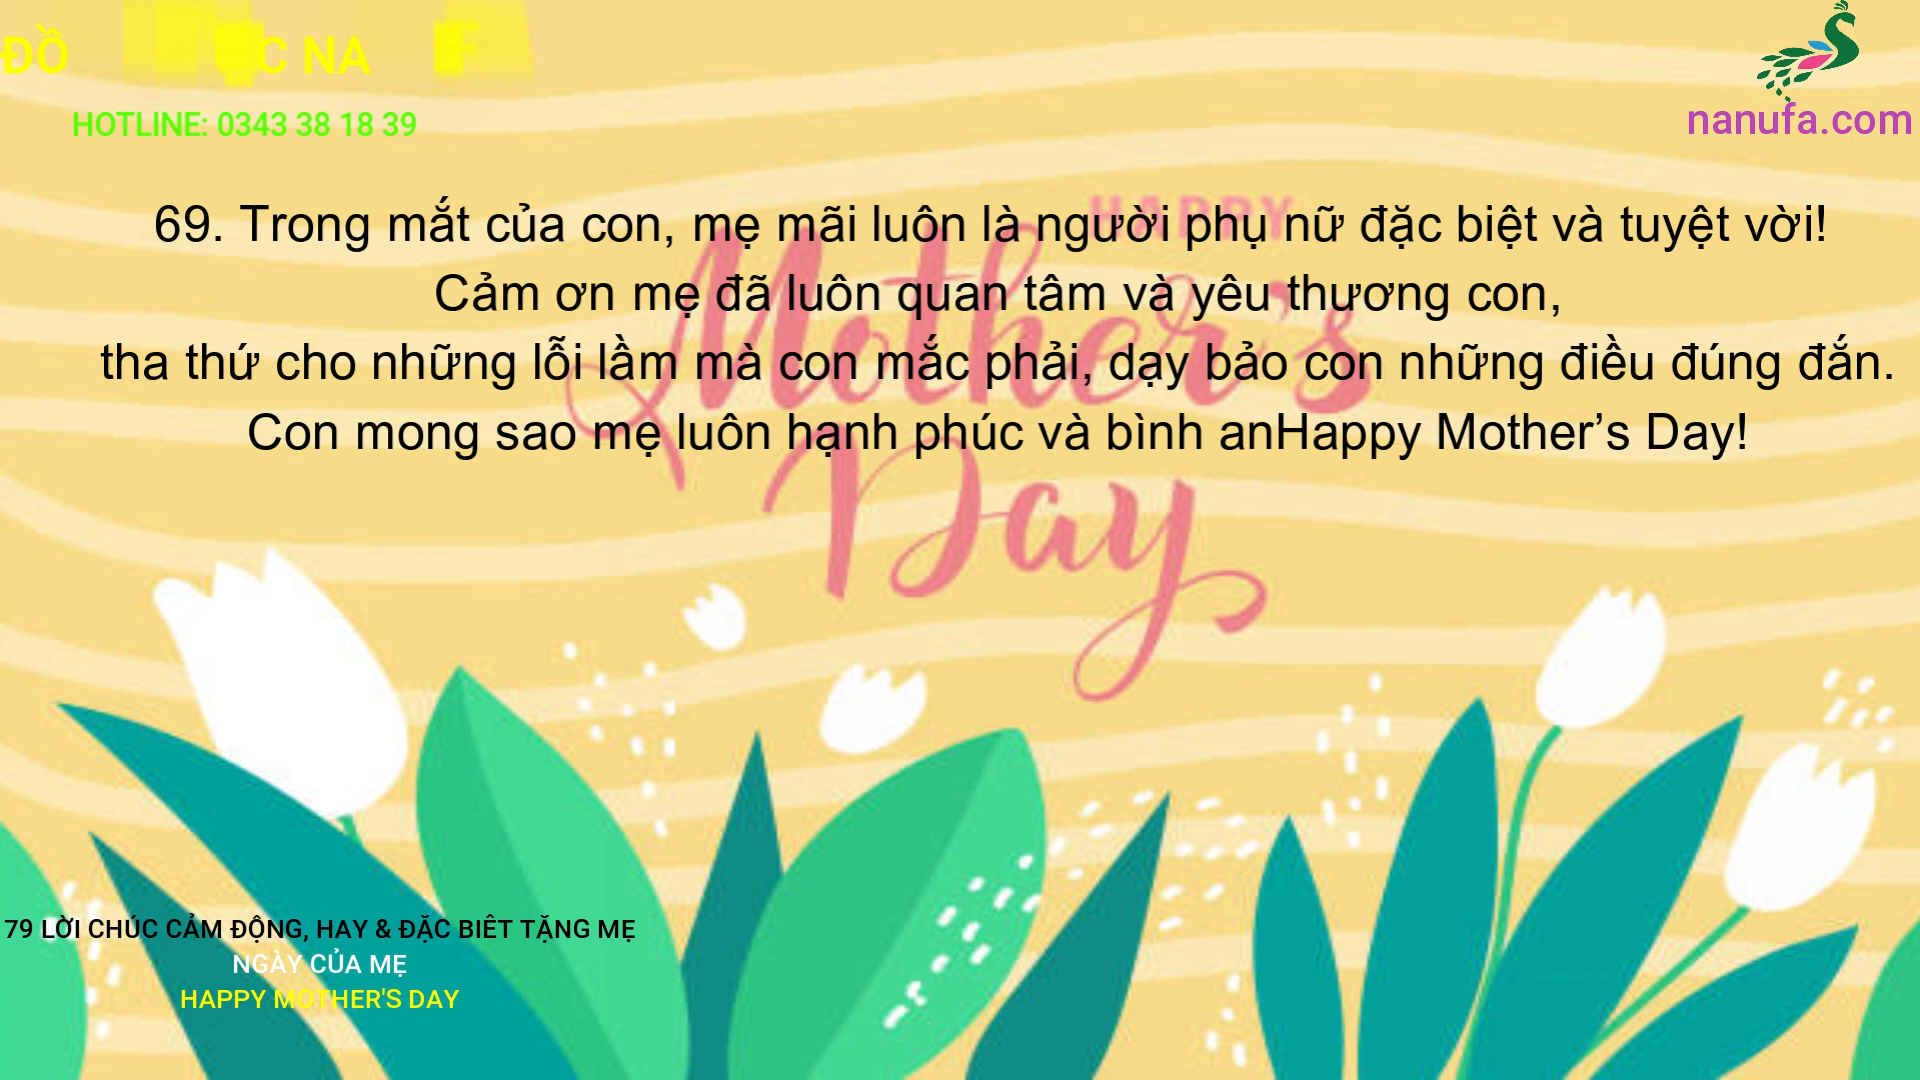 ĐỒ ỤC NA F
nanufa.com
HOTLINE: 0343 38 18 39
HAPPY
Mother's
Day
69. Trong mắt của con, mẹ mãi luôn là người phụ nữ đặc biệt và tuyệt vời!
Cảm ơn mẹ đã luôn quan tâm và yêu thương con,
tha thứ cho những lỗi lầm mà con mắc phải, dạy bảo con những điều đúng đắn.
Con mong sao mẹ luôn hạnh phúc và bình anHappy Mother’s Day!
79 LỜI CHÚC CẢM ĐỘNG, HAY & ĐẶC BIÊT TẶNG MẸ
NGÀY CỦA MẸ
HAPPY MOTHER'S DAY